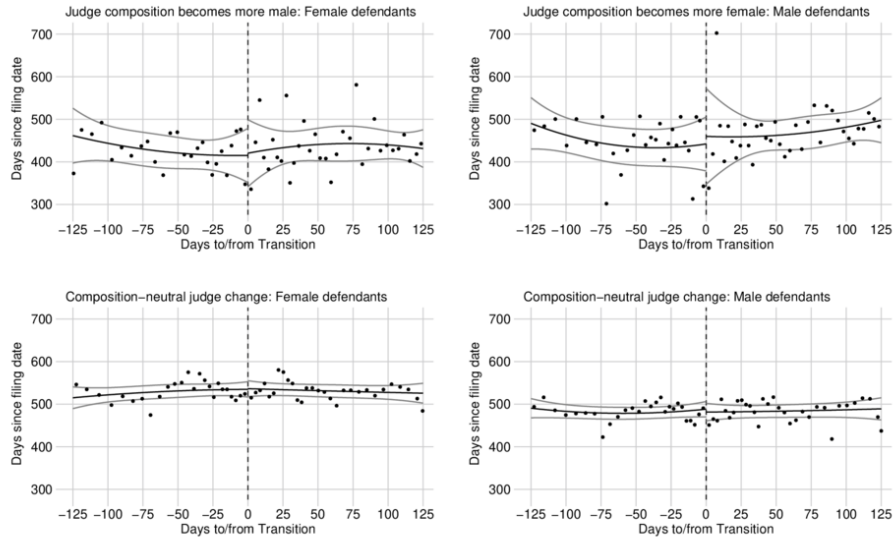 Judge composition becomes more male: Female defendants
700
600
500
400
300
Days since filing date
−125 −100 −75 −50 −25 0 25 50 75 100 125
Days to/from Transition
Judge composition becomes more female: Male defendants
700
600
500
400
300
Days since filing date
−125 −100 −75 −50 −25 0 25 50 75 100 125
Days to/from Transition
Composition−neutral judge change: Female defendants
700
600
500
400
300
Days since filing date
−125 −100 −75 −50 −25 0 25 50 75 100 125
Days to/from Transition
Composition−neutral judge change: Male defendants
700
600
500
400
300
Days since filing date
−125 −100 −75 −50 −25 0 25 50 75 100 125
Days to/from Transition